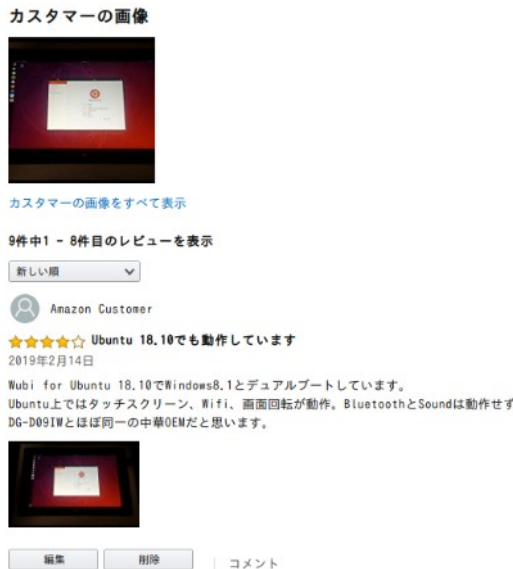 カスタマーの画像
カスタマーの画像をすべて表示
9件中1 - 8件目のレビューを表示
新しい順
Amazon Customer
Ubuntu 18.10でも動作しています
2019年2月14日
Wubi for Ubuntu 18.10でWindows8.1とデュアルブートしています。
Ubuntu上ではタッチスクリーン、Wifi、画面回転が動作。BluetoothとSoundは動作せず
DG-D09IWとほぼ同一の中華OEMだと思います。
編集 削除 コメント